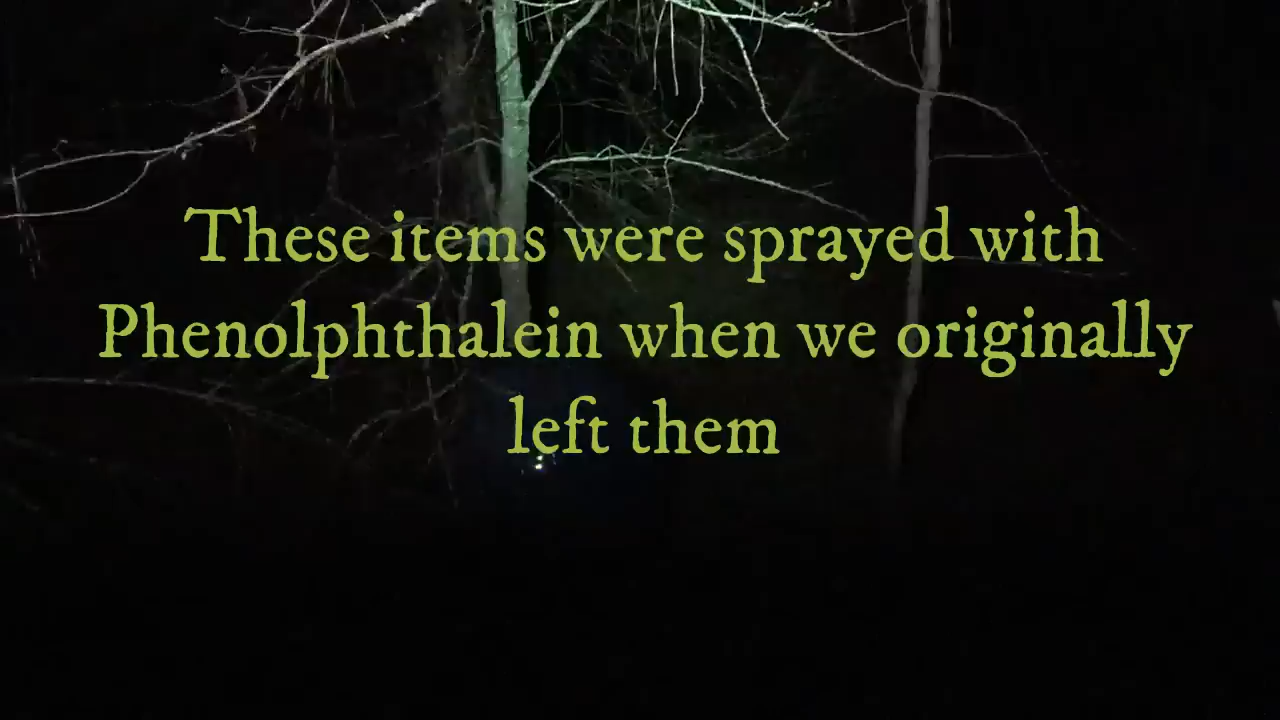 These items were sprayed with
Phenolphthalein when we originally
left them